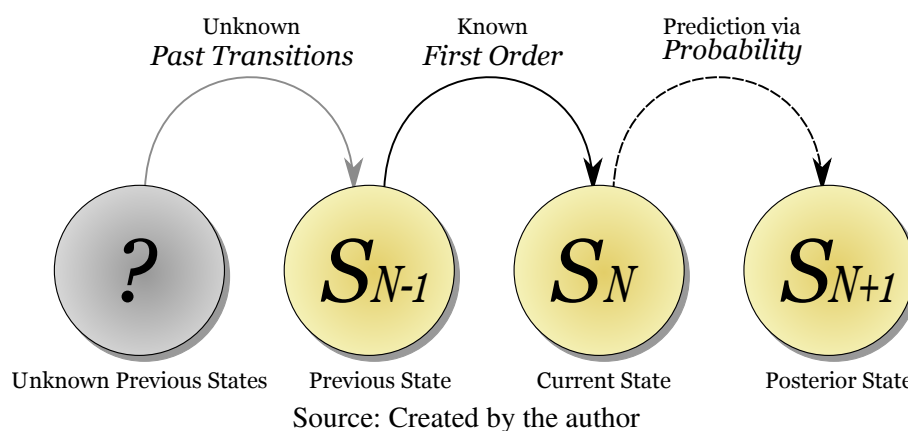 Unknown
Past Transitions
Known
First Order
Prediction via
Probability
?
SN-1
SN
SN+1
Unknown Previous States
Previous State
Current State
Posterior State
Source: Created by the author